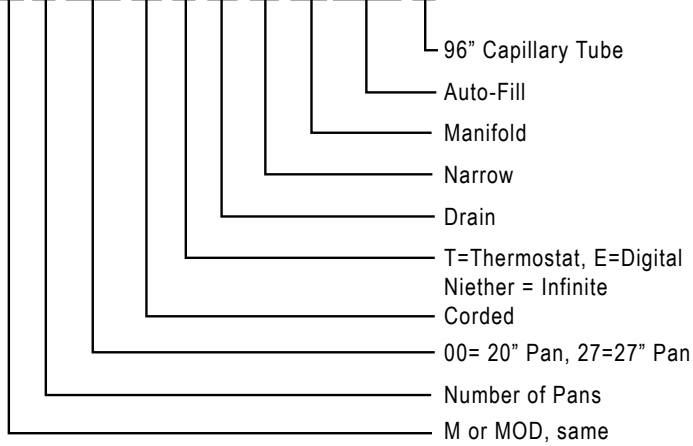 96” Capillary Tube
Auto-Fill
Manifold
Narrow
Drain
T=Thermostat, E=Digital
Niether = Infinite
Corded
00= 20” Pan, 27=27” Pan
Number of Pans
M or MOD, same